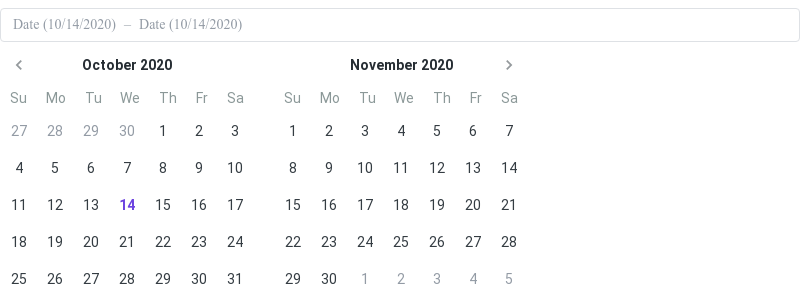 Date (10/14/2020) – Date (10/14/2020)
October 2020 November 2020
Su Mo Tu We Th Fr Sa Su Mo Tu We Th Fr Sa
27 28 29 30 1 2 3 1 2 3 4 5 6 7
4 5 6 7 8 9 10 8 9 10 11 12 13 14
11 12 13 14 15 16 17 15 16 17 18 19 20 21
18 19 20 21 22 23 24 22 23 24 25 26 27 28
25 26 27 28 29 30 31 29 30 1 2 3 4 5